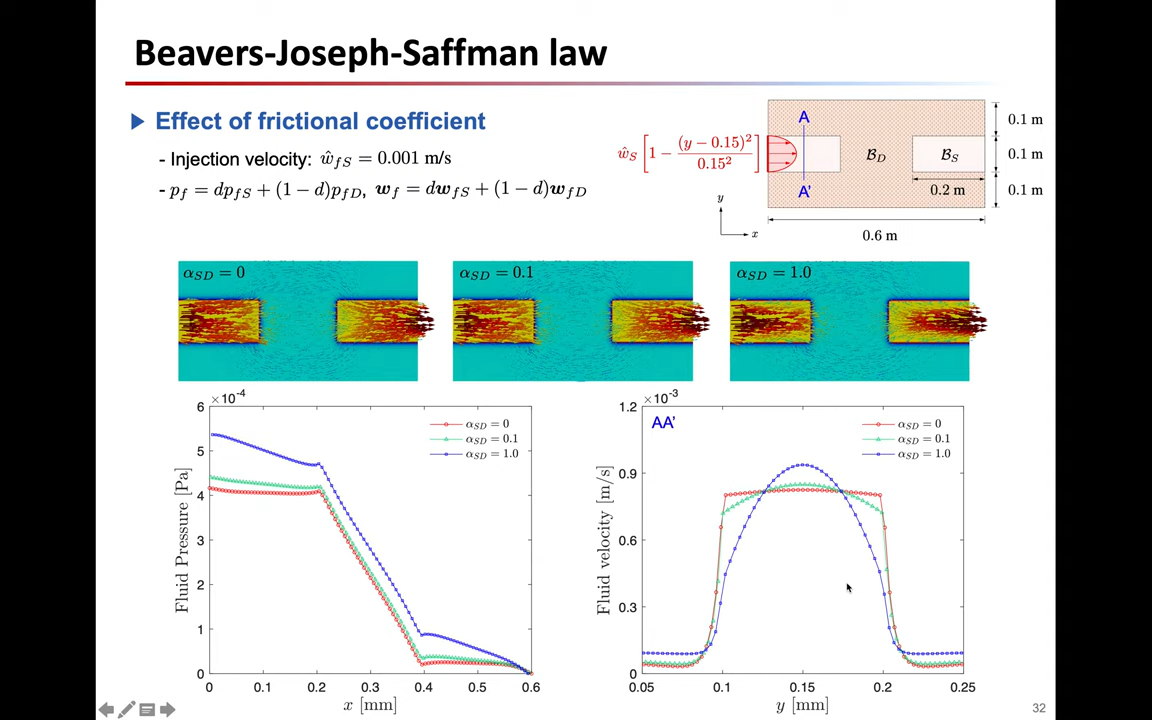 Beavers-Joseph-Saffman law
Effect of frictional coefficient
- Injection velocity: ŵ_fS = 0.001 m/s
- p_f = dp_fS + (1 − d)p_fD, w_f = dw_fS + (1 − d)w_fD
ŵ_S [1 − (y − 0.15)² / 0.15²]
A
A'
B_D
B_S
0.2 m
0.1 m
0.1 m
0.1 m
0.6 m
y
x
α_SD = 0
α_SD = 0.1
α_SD = 1.0
×10⁻⁴
6
5
4
3
2
1
0
Fluid Pressure [Pa]
α_SD = 0
α_SD = 0.1
α_SD = 1.0
0 0.1 0.2 0.3 0.4 0.5 0.6
x [mm]
×10⁻³
AA'
1.2
0.9
0.6
0.3
0
Fluid velocity [m/s]
α_SD = 0
α_SD = 0.1
α_SD = 1.0
0.05 0.1 0.15 0.2 0.25
y [mm]
32